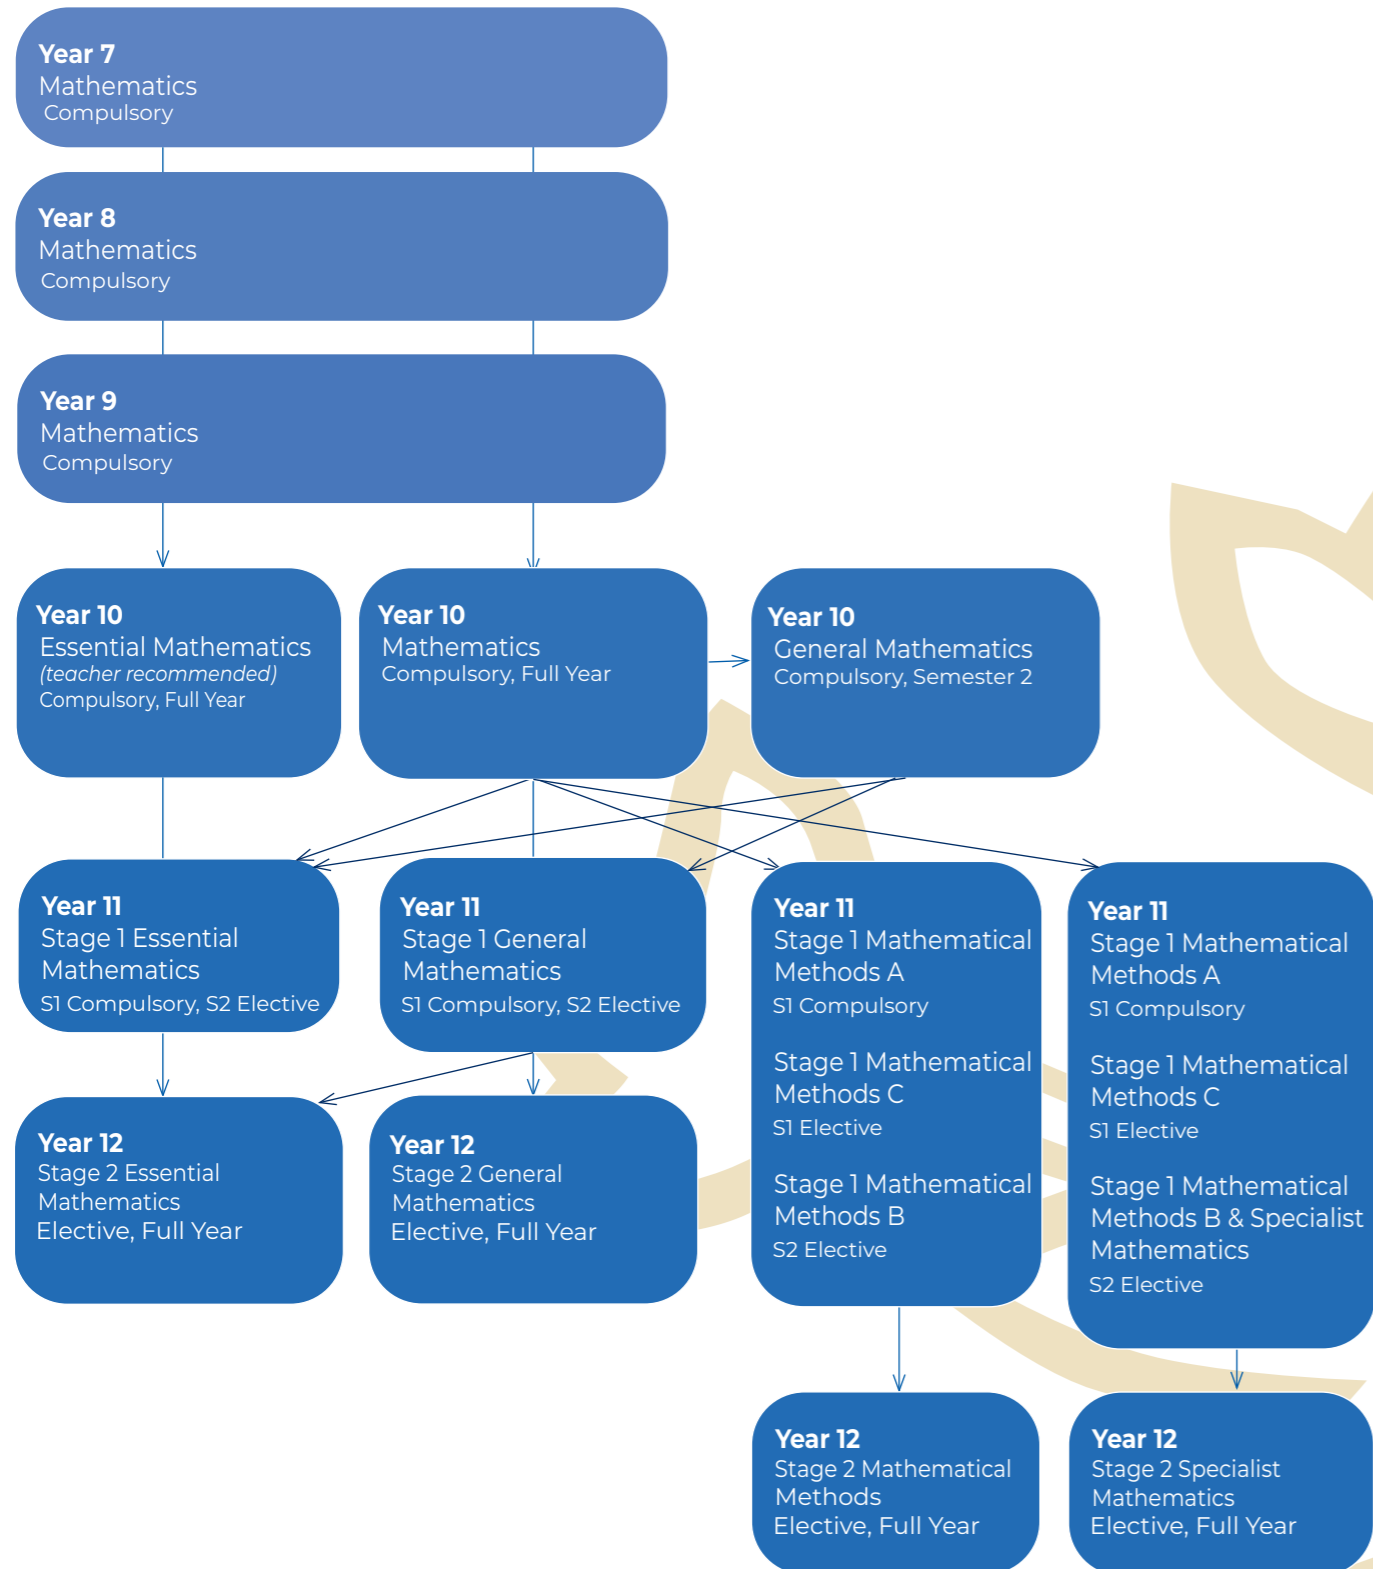 Year 7
Mathematics
Compulsory
Year 8
Mathematics
Compulsory
Year 9
Mathematics
Compulsory
Year 10
Essential Mathematics
(teacher recommended)
Compulsory, Full Year
Year 10
Mathematics
Compulsory, Full Year
Year 10
General Mathematics
Compulsory, Semester 2
Year 11
Stage 1 Essential
Mathematics
S1 Compulsory, S2 Elective
Year 11
Stage 1 General
Mathematics
S1 Compulsory, S2 Elective
Year 11
Stage 1 Mathematical
Methods A
S1 Compulsory
Stage 1 Mathematical
Methods C
S1 Elective
Stage 1 Mathematical
Methods B
S2 Elective
Year 11
Stage 1 Mathematical
Methods A
S1 Compulsory
Stage 1 Mathematical
Methods C
S1 Elective
Stage 1 Mathematical
Methods B & Specialist
Mathematics
S2 Elective
Year 12
Stage 2 Essential
Mathematics
Elective, Full Year
Year 12
Stage 2 General
Mathematics
Elective, Full Year
Year 12
Stage 2 Mathematical
Methods
Elective, Full Year
Year 12
Stage 2 Specialist
Mathematics
Elective, Full Year